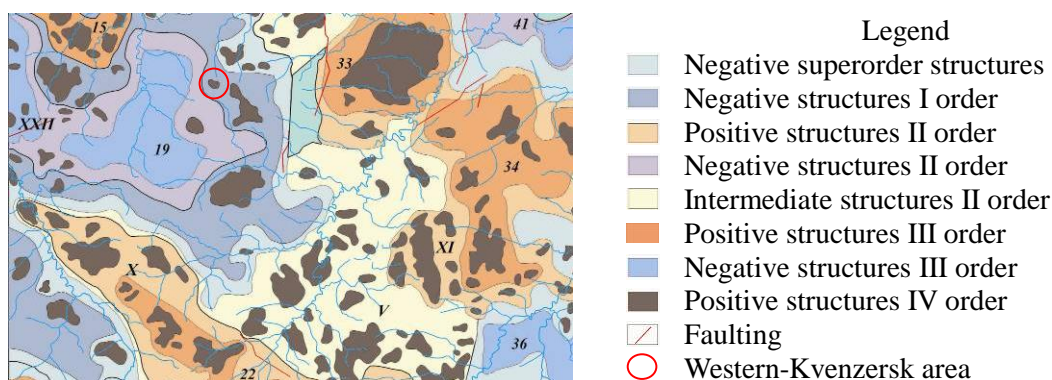 15
33
41
XXII
19
34
X
XI
V
22
36
Legend
Negative superorder structures
Negative structures I order
Positive structures II order
Negative structures II order
Intermediate structures II order
Positive structures III order
Negative structures III order
Positive structures IV order
Faulting
Western-Kvenzersk area